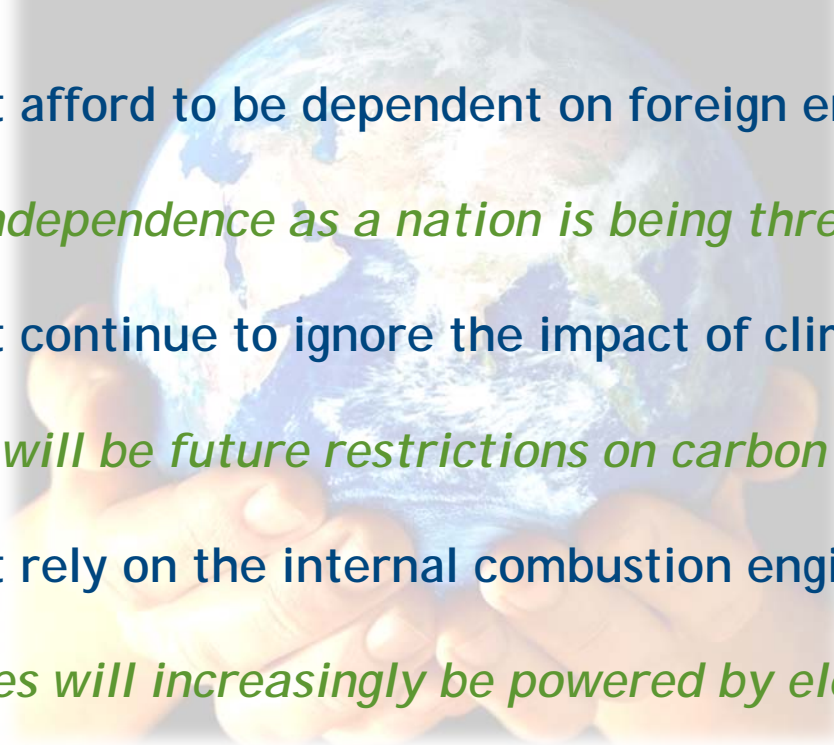 t afford to be dependent on foreign en
ndependence as a nation is being thre
t continue to ignore the impact of clim
will be future restrictions on carbon
t rely on the internal combustion engi
es will increasingly be powered by ele